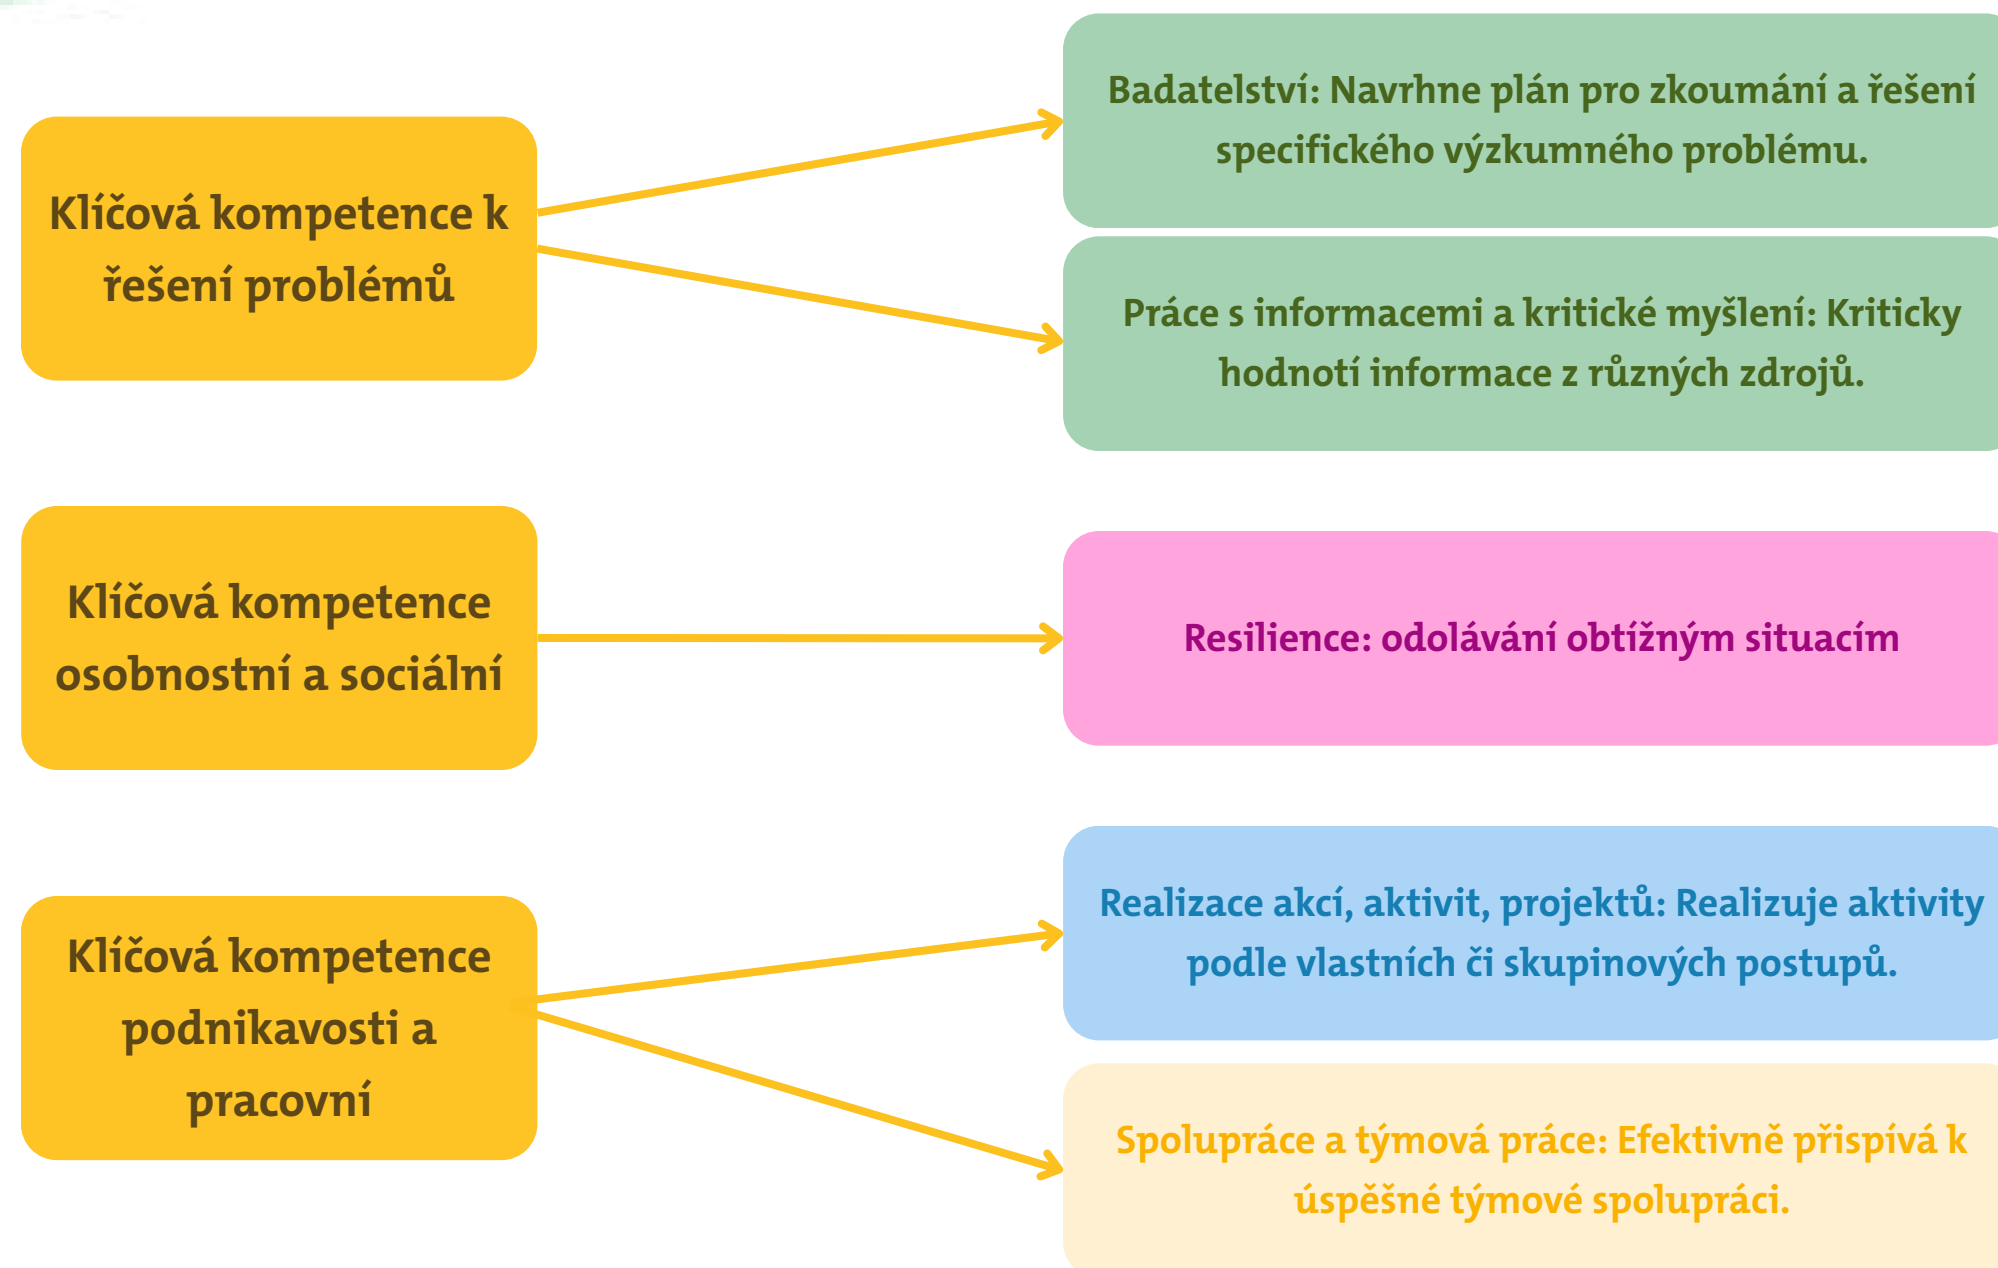 Klíčová kompetence k
řešení problémů
Badatelství: Navrhne plán pro zkoumání a řešení
specifického výzkumného problému.
Práce s informacemi a kritické myšlení: Kriticky
hodnotí informace z různých zdrojů.
Klíčová kompetence
osobnostní a sociální
Resilience: odolávání obtížným situacím
Klíčová kompetence
podnikavosti a
pracovní
Realizace akcí, aktivit, projektů: Realizuje aktivity
podle vlastních či skupinových postupů.
Spolupráce a týmová práce: Efektivně přispívá k
úspěšné týmové spolupráci.